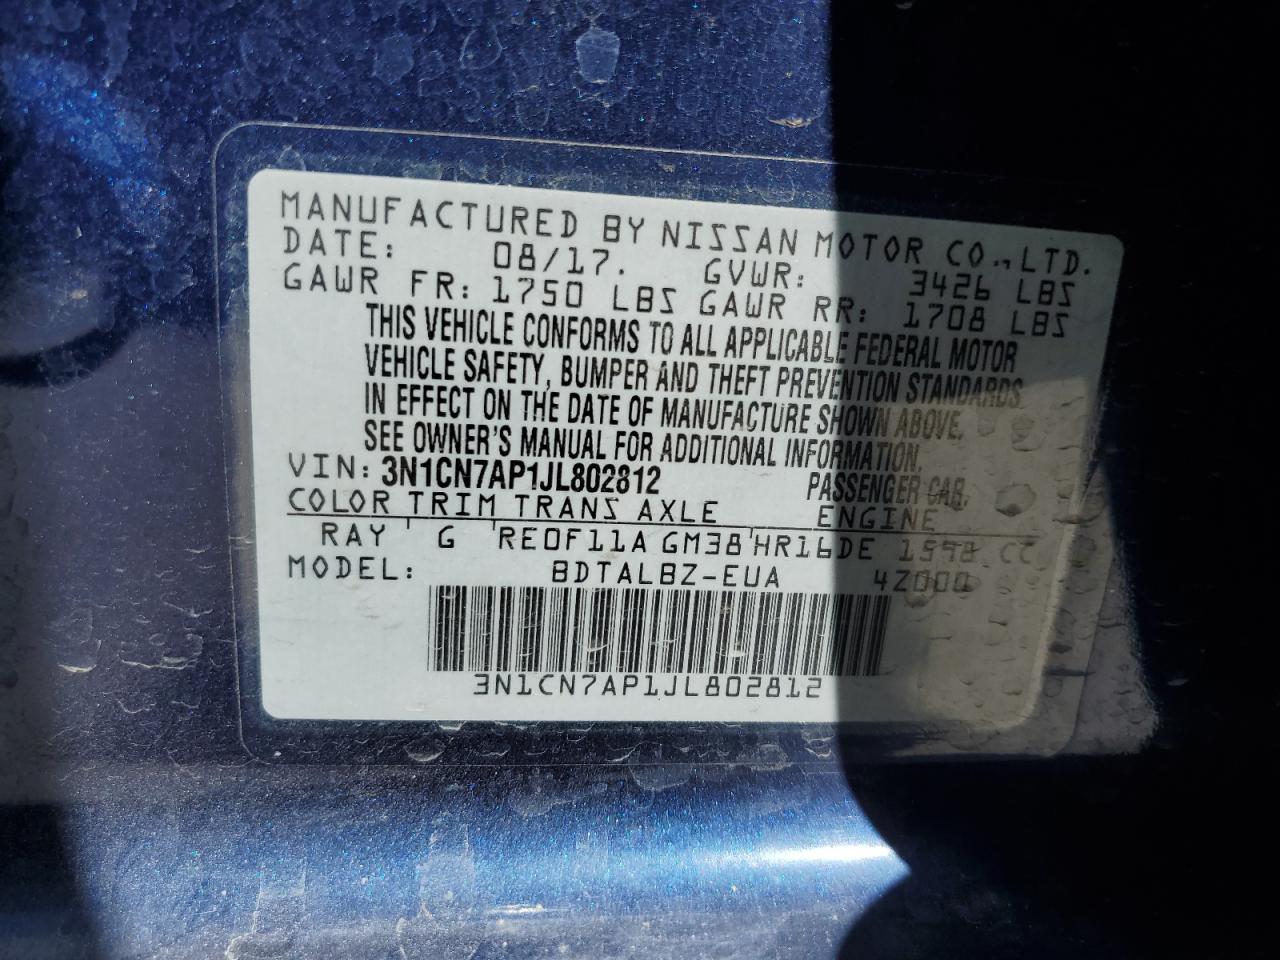 MANUFACTURED BY NISSAN MOTOR CO.,LTD.
DATE: 08/17. GVWR: 3426 LBS
GAWR FR: 1750 LBS GAWR RR: 1708 LBS
THIS VEHICLE CONFORMS TO ALL APPLICABLE FEDERAL MOTOR
VEHICLE SAFETY, BUMPER AND THEFT PREVENTION STANDARDS
IN EFFECT ON THE DATE OF MANUFACTURE SHOWN ABOVE.
SEE OWNER'S MANUAL FOR ADDITIONAL INFORMATION.
VIN: 3N1CN7AP1JL802812 PASSENGER CAR.
COLOR TRIM TRANS AXLE ENGINE
RAY G RE0F11A GM38 HR16DE 1598 CC
MODEL: BDTALBZ-EUA 4Z000
3N1CN7AP1JL802812